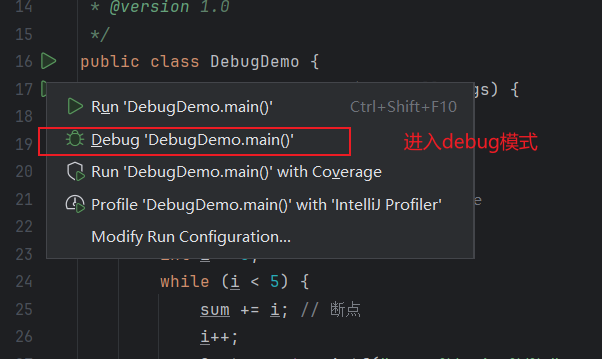 14 * @version 1.0
15 */
16 public class DebugDemo {
17 gs) {
18 Run 'DebugDemo.main()' Ctrl+Shift+F10
19 Debug 'DebugDemo.main()' 进入debug模式
20 Run 'DebugDemo.main()' with Coverage
21 Profile 'DebugDemo.main()' with 'IntelliJ Profiler'
22 Modify Run Configuration...
23
24 while (i < 5) {
25 sum += i; // 断点
26 i++;